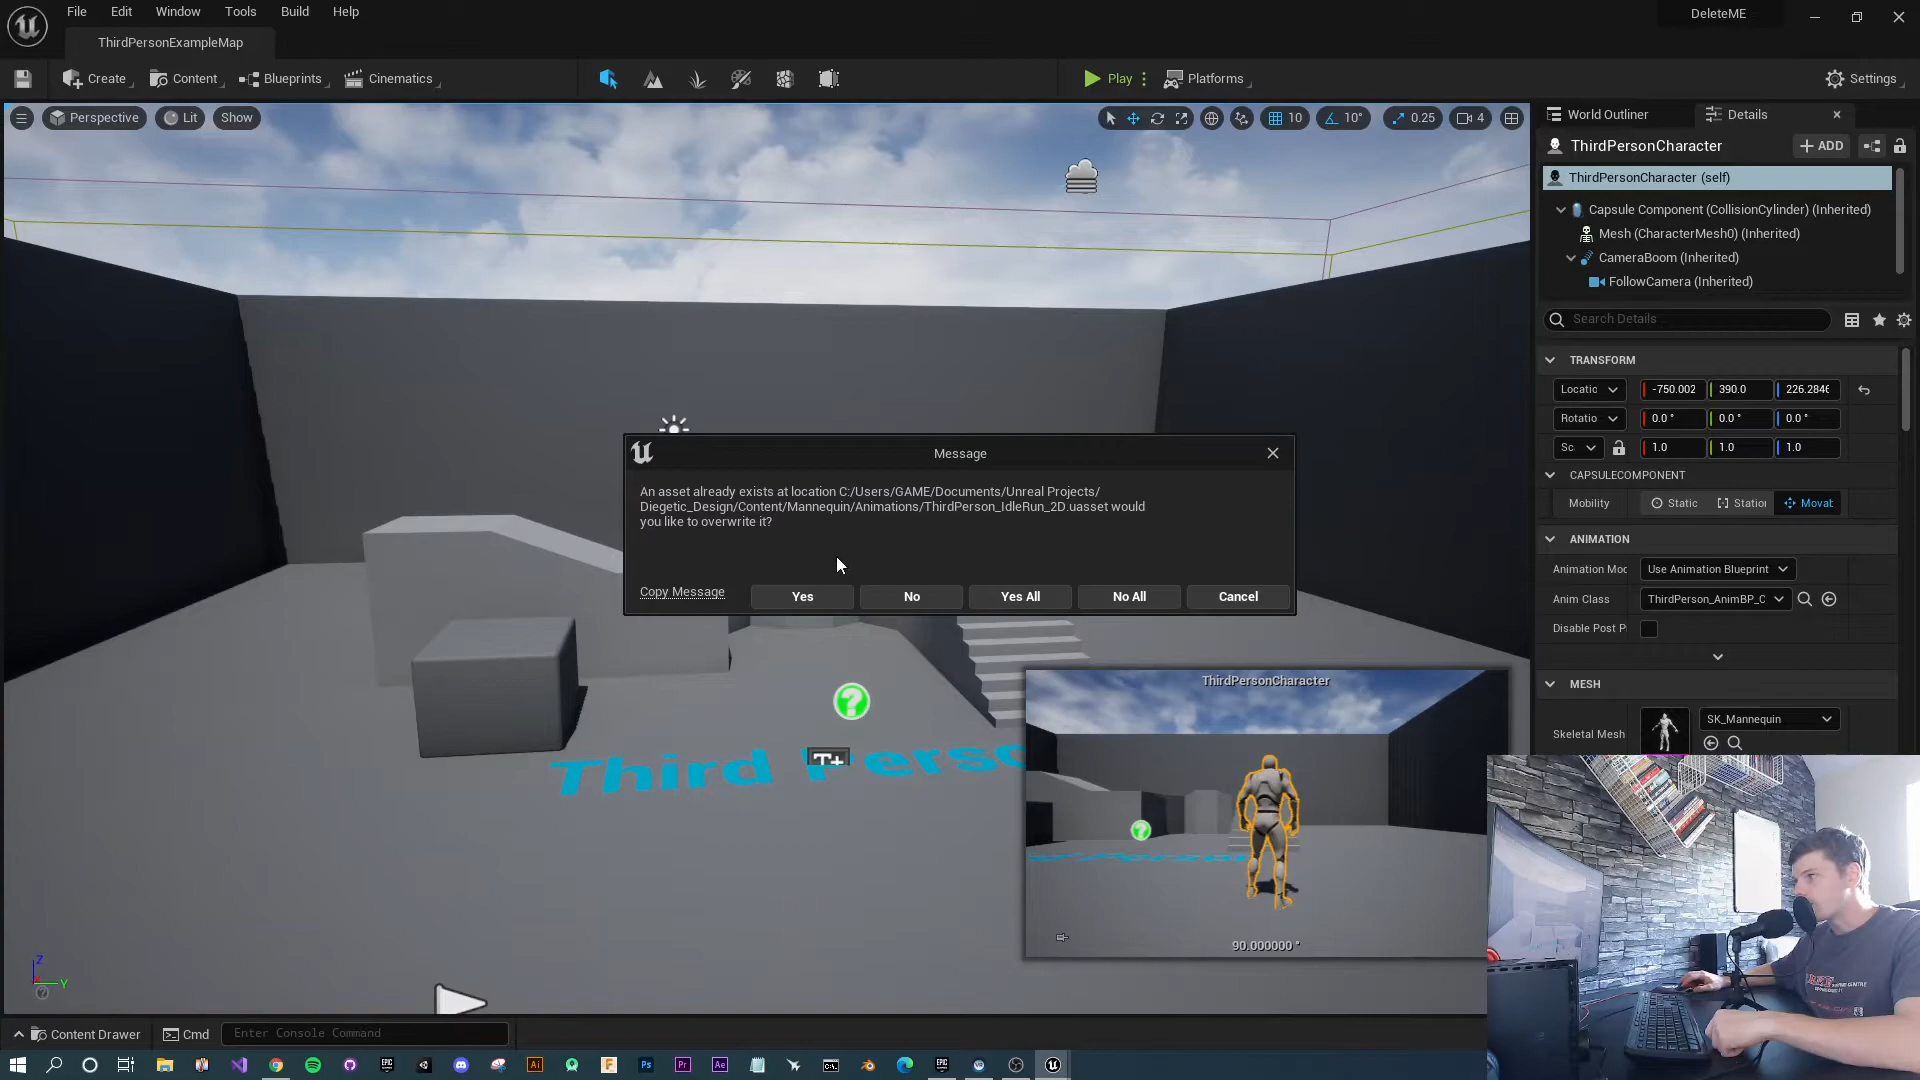 File Edit Window Tools Build Help
DeleteME
ThirdPersonExampleMap
Create Content Blueprints Cinematics
Play Platforms Settings
Perspective Lit Show
10 10° 0.25 4
World Outliner Details
ThirdPersonCharacter ADD
ThirdPersonCharacter (self)
Capsule Component (CollisionCylinder) (Inherited)
Mesh (CharacterMesh0) (Inherited)
CameraBoom (Inherited)
FollowCamera (Inherited)
Search Details
TRANSFORM
Locatic -750.002 390.0 226.2846
Rotatio 0.0 ° 0.0 ° 0.0 °
Sc 1.0 1.0 1.0
CAPSULECOMPONENT
Mobility Static Station Movat
ANIMATION
Animation Mod Use Animation Blueprint
Anim Class ThirdPerson_AnimBP_C
Disable Post P
MESH
Skeletal Mesh SK_Mannequin
Message
An asset already exists at location C:/Users/GAME/Documents/Unreal Projects/
Diegetic_Design/Content/Mannequin/Animations/ThirdPerson_IdleRun_2D.uasset would
you like to overwrite it?
Copy Message Yes No Yes All No All Cancel
Third Perso
T+
ThirdPersonCharacter
90.000000 °
Z
Y
Content Drawer Cmd Enter Console Command